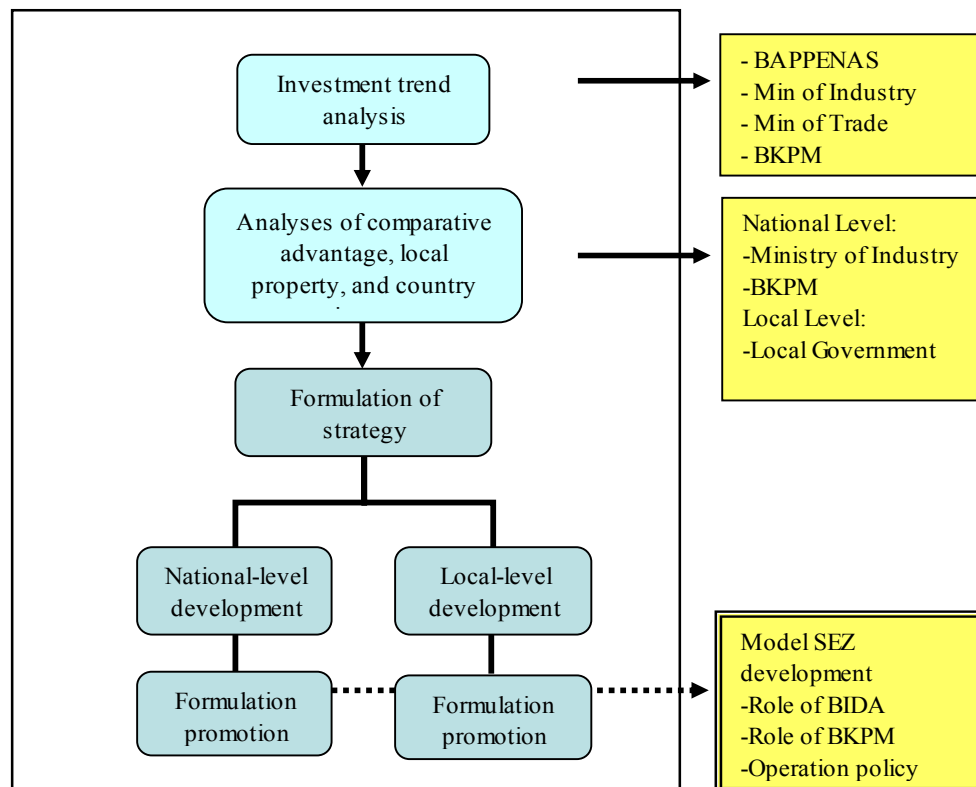 Investment trend
analysis
- BAPPENAS
- Min of Industry
- Min of Trade
- BKPM
Analyses of comparative
advantage, local
property, and country
National Level:
-Ministry of Industry
-BKPM
Local Level:
-Local Government
Formulation of
strategy
National-level
development
Local-level
development
Formulation
promotion
Formulation
promotion
Model SEZ
development
-Role of BIDA
-Role of BKPM
-Operation policy